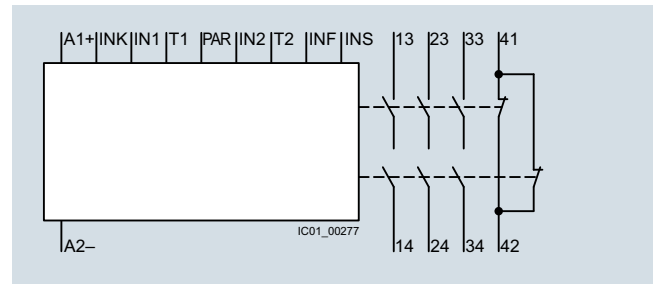 A1+ INK IN1 T1 PAR IN2 T2 INF INS 13 23 33 41
IC01_00277
A2– 14 24 34 42